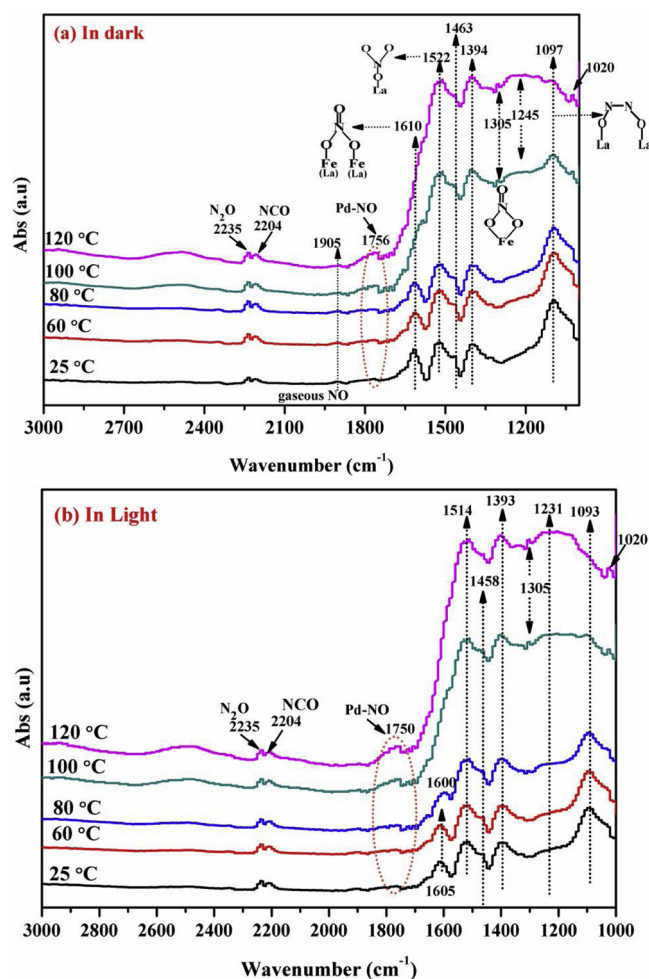 (a) In dark
1463
1522
1394
1097
1020
O O
N
O
La
O
N
O O
Fe Fe
(La) (La)
1610
1305
1245
N N
O O
La La
O
N
O O
Fe
Pd-NO
N₂O NCO
2235 2204
1905
1756
120 °C
100 °C
80 °C
60 °C
25 °C
gaseous NO
Abs (a.u)
3000 2700 2400 2100 1800 1500 1200
Wavenumber (cm⁻¹)
(b) In Light
1514
1393
1231
1093
1020
1458
1305
N₂O NCO
2235 2204
Pd-NO
1750
1600
1605
120 °C
100 °C
80 °C
60 °C
25 °C
Abs (a.u)
3000 2800 2600 2400 2200 2000 1800 1600 1400 1200 1000
Wavenumber (cm⁻¹)